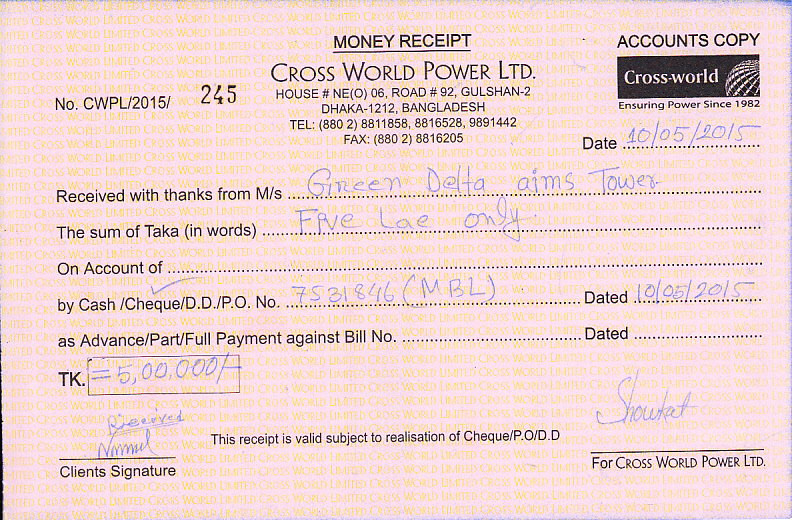 MONEY RECEIPT
ACCOUNTS COPY
CROSS WORLD POWER LTD.
HOUSE # NE(O) 06, ROAD # 92, GULSHAN-2
DHAKA-1212, BANGLADESH
TEL: (880 2) 8811858, 8816528, 9891442
FAX: (880 2) 8816205
Cross-world
Ensuring Power Since 1982
No. CWPL/2015/ 245
Date 10/05/2015
Received with thanks from M/s Green Delta aims Tower
The sum of Taka (in words) Five Lac only
On Account of
by Cash /Cheque/D.D./P.O. No. 7531846 (MBL) Dated 10/05/2015
as Advance/Part/Full Payment against Bill No. Dated
TK. =5,00,000/-
Received
Showkat
This receipt is valid subject to realisation of Cheque/P.O/D.D
Clients Signature
For CROSS WORLD POWER LTD.